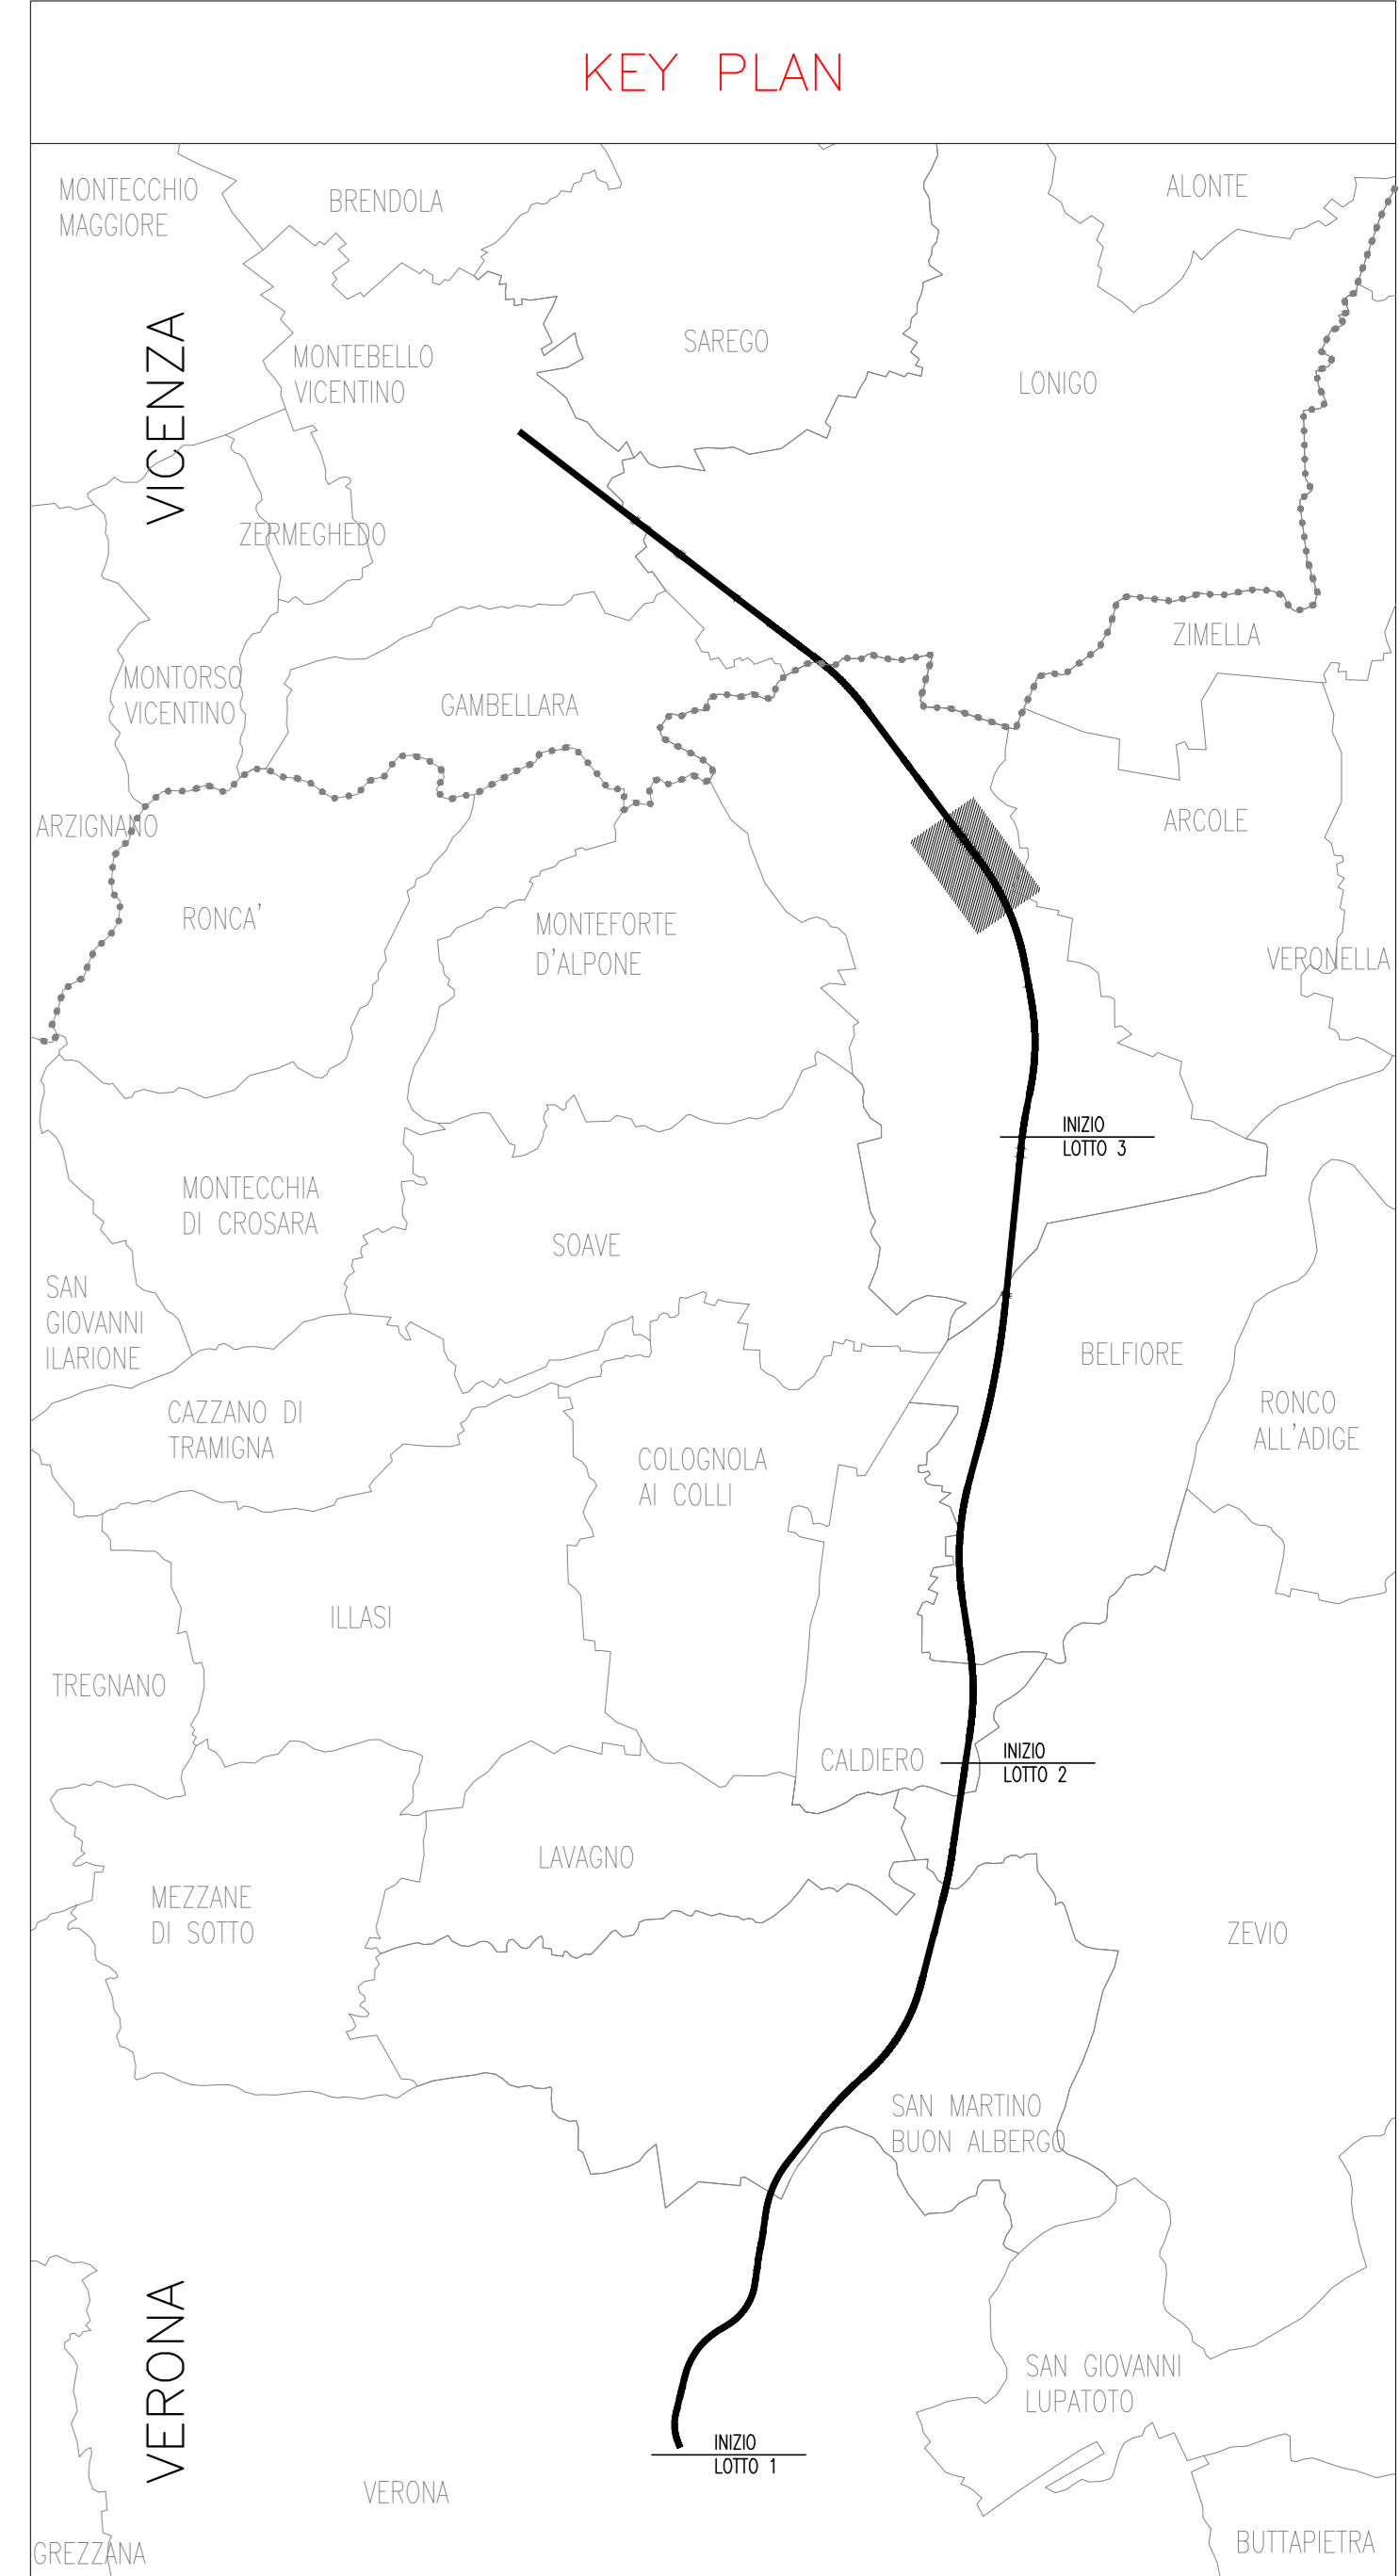 KEY PLAN
MONTECCHIO
MAGGIORE
BRENDOLA
ALONTE
VICENZA
MONTEBELLO
VICENTINO
SAREGO
LONIGO
ZERMEGHEDO
ZIMELLA
MONTORSO
VICENTINO
GAMBELLARA
ARZIGNANO
ARCOLE
RONCA'
MONTEFORTE
D'ALPONE
VERONELLA
INIZIO
LOTTO 3
MONTECCHIA
DI CROSARA
SOAVE
SAN
GIOVANNI
ILARIONE
BELFIORE
CAZZANO DI
TRAMIGNA
RONCO
ALL'ADIGE
COLOGNOLA
AI COLLI
ILLASI
TREGNANO
CALDIERO
INIZIO
LOTTO 2
LAVAGNO
MEZZANE
DI SOTTO
ZEVIO
SAN MARTINO
BUON ALBERGO
VERONA
SAN GIOVANNI
LUPATOTO
INIZIO
LOTTO 1
VERONA
GREZZANA
BUTTAPIETRA